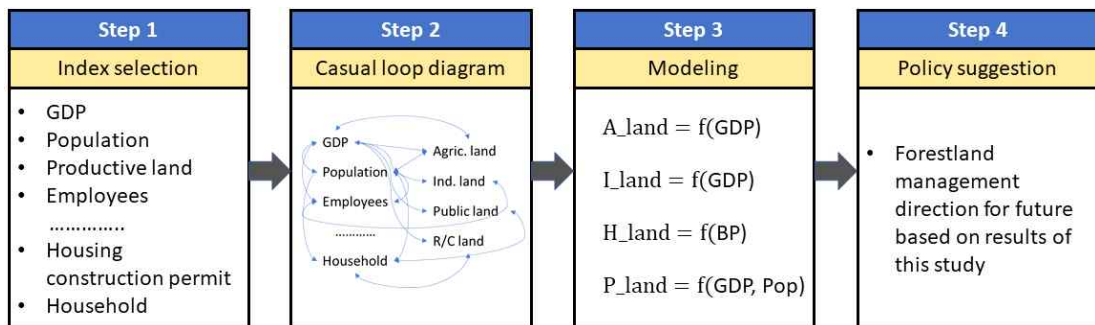 Step 1
Index selection
• GDP
• Population
• Productive land
• Employees
…………..
• Housing
construction permit
• Household
Step 2
Casual loop diagram
GDP
Population
Employees
…………
Household
Agric. land
Ind. land
Public land
R/C land
Step 3
Modeling
A_land = f(GDP)
I_land = f(GDP)
H_land = f(BP)
P_land = f(GDP, Pop)
Step 4
Policy suggestion
• Forestland
management
direction for future
based on results of
this study